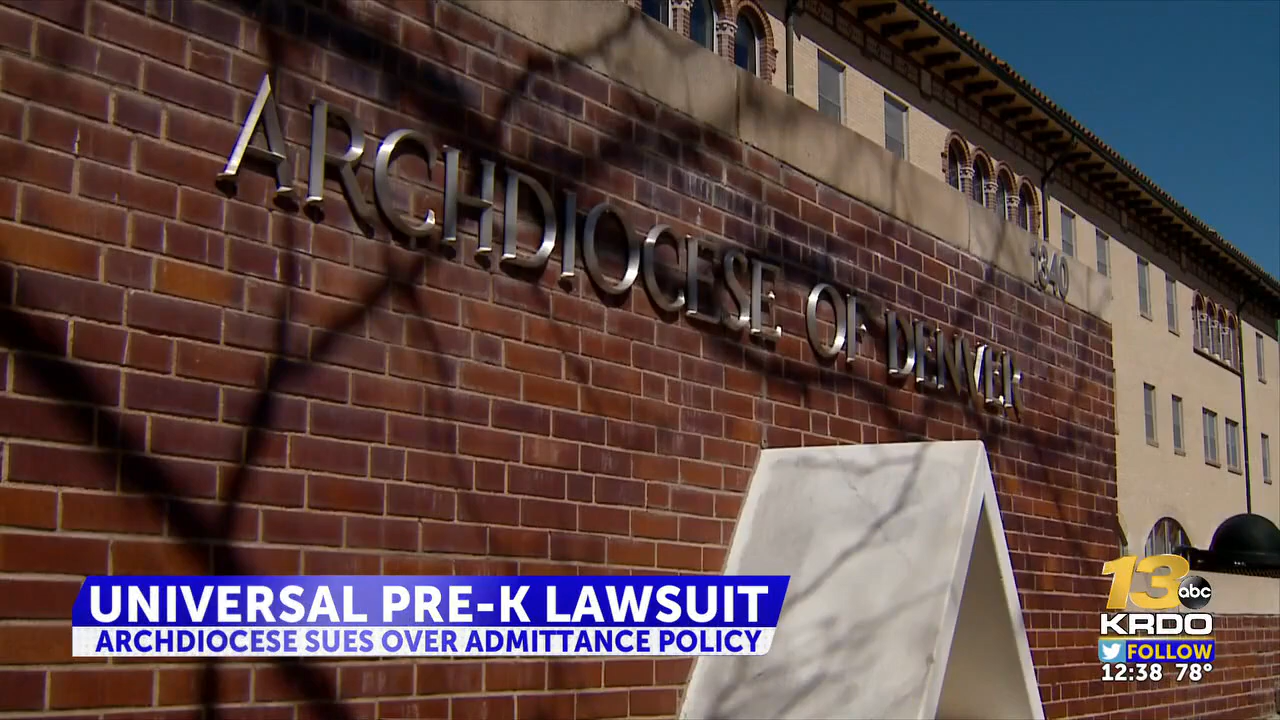 ARCHDIOCESE OF DENVER
1340
UNIVERSAL PRE-K LAWSUIT
ARCHDIOCESE SUES OVER ADMITTANCE POLICY
13 abc
KRDO
FOLLOW
12:38 78°